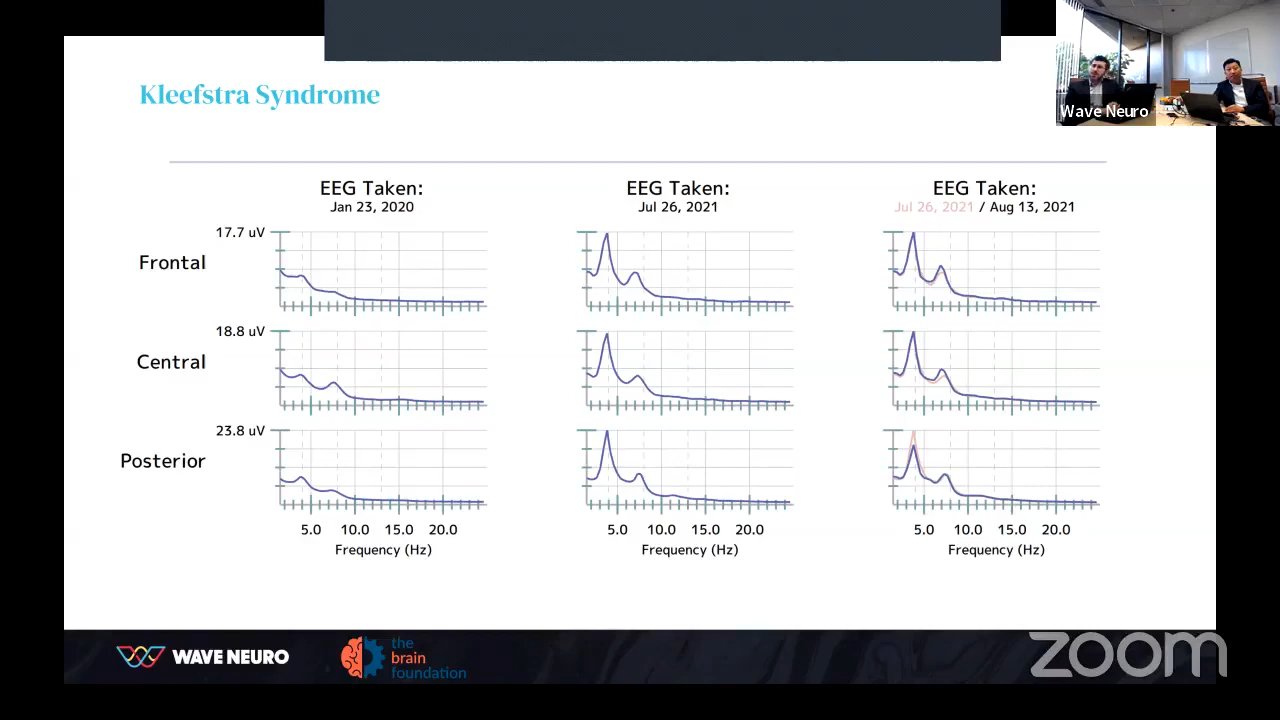 Wave Neuro
Kleefstra Syndrome
EEG Taken:
Jan 23, 2020
EEG Taken:
Jul 26, 2021
EEG Taken:
Jul 26, 2021 / Aug 13, 2021
17.7 uV
Frontal
18.8 uV
Central
23.8 uV
Posterior
5.0 10.0 15.0 20.0
Frequency (Hz)
5.0 10.0 15.0 20.0
Frequency (Hz)
5.0 10.0 15.0 20.0
Frequency (Hz)
WAVE NEURO
the
brain
foundation
zoom